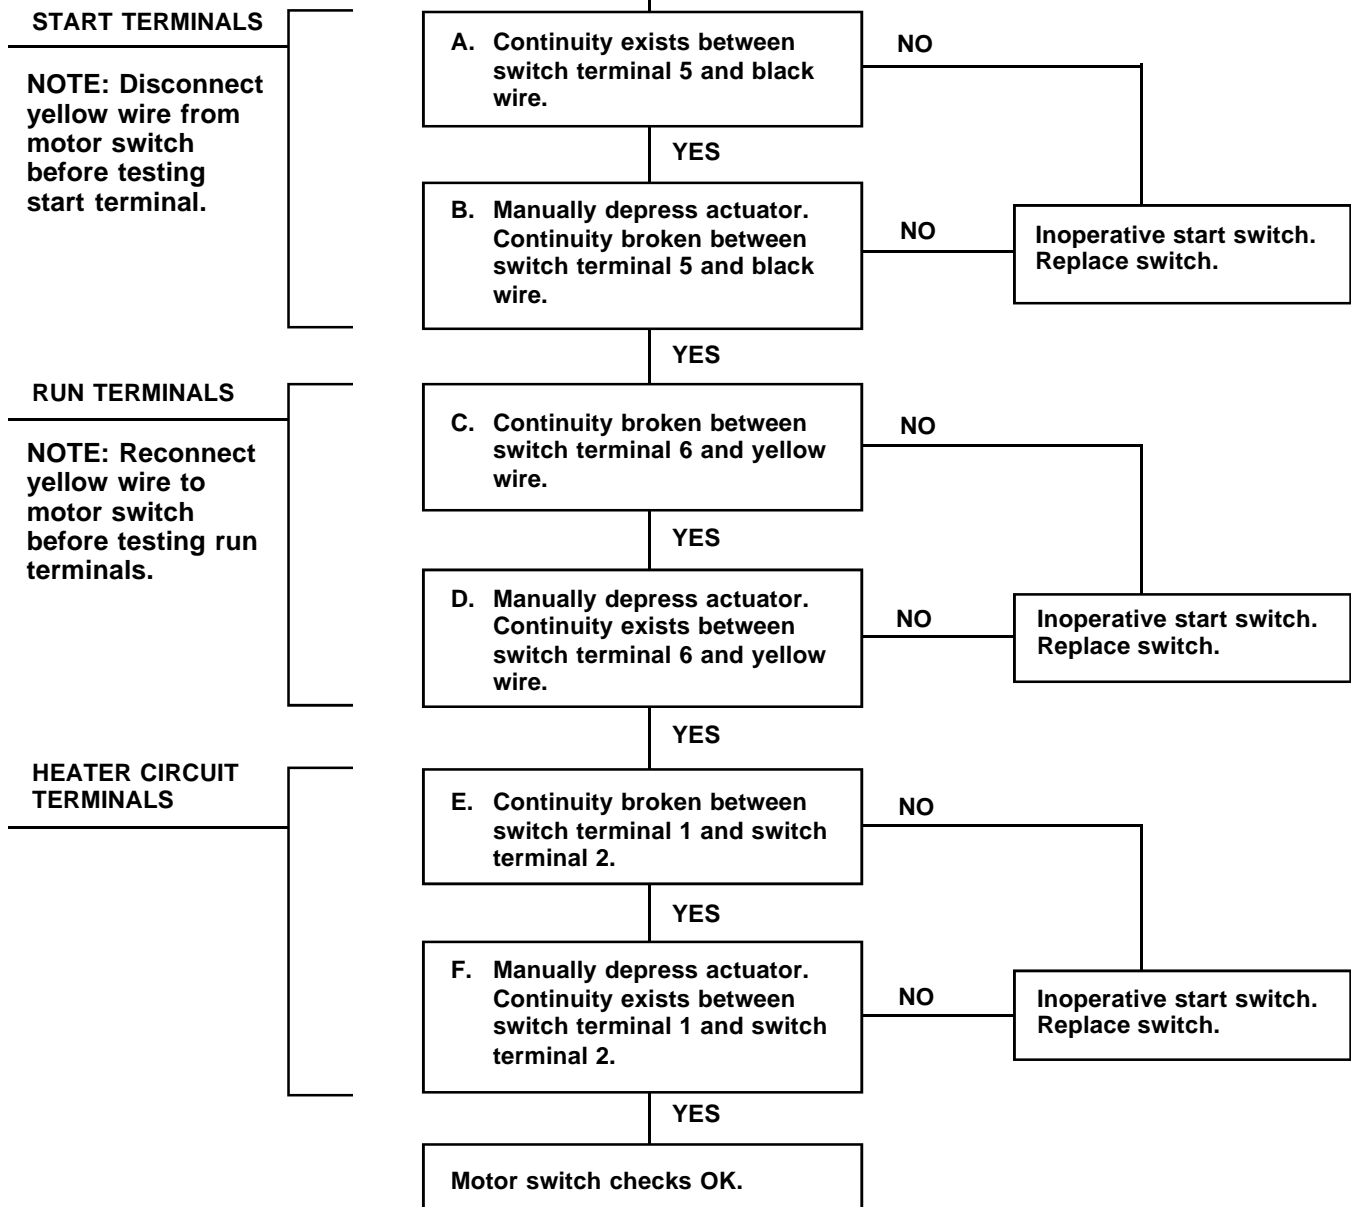 START TERMINALS
NOTE: Disconnect
yellow wire from
motor switch
before testing
start terminal.
A. Continuity exists between
switch terminal 5 and black
wire.
NO
YES
B. Manually depress actuator.
Continuity broken between
switch terminal 5 and black
wire.
NO
Inoperative start switch.
Replace switch.
YES
RUN TERMINALS
NOTE: Reconnect
yellow wire to
motor switch
before testing run
terminals.
C. Continuity broken between
switch terminal 6 and yellow
wire.
NO
YES
D. Manually depress actuator.
Continuity exists between
switch terminal 6 and yellow
wire.
NO
Inoperative start switch.
Replace switch.
YES
HEATER CIRCUIT
TERMINALS
E. Continuity broken between
switch terminal 1 and switch
terminal 2.
NO
YES
F. Manually depress actuator.
Continuity exists between
switch terminal 1 and switch
terminal 2.
NO
Inoperative start switch.
Replace switch.
YES
Motor switch checks OK.